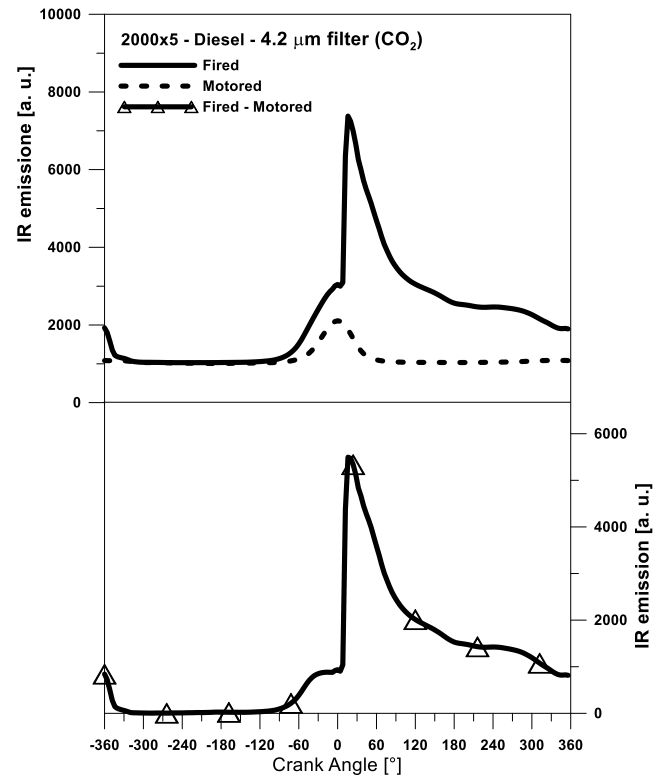 10000
8000
6000
4000
2000
0
IR emissione [a. u.]
2000x5 - Diesel - 4.2 μm filter (CO₂)
Fired
Motored
Fired - Motored
6000
4000
2000
0
IR emission [a. u.]
-360 -300 -240 -180 -120 -60 0 60 120 180 240 300 360
Crank Angle [°]